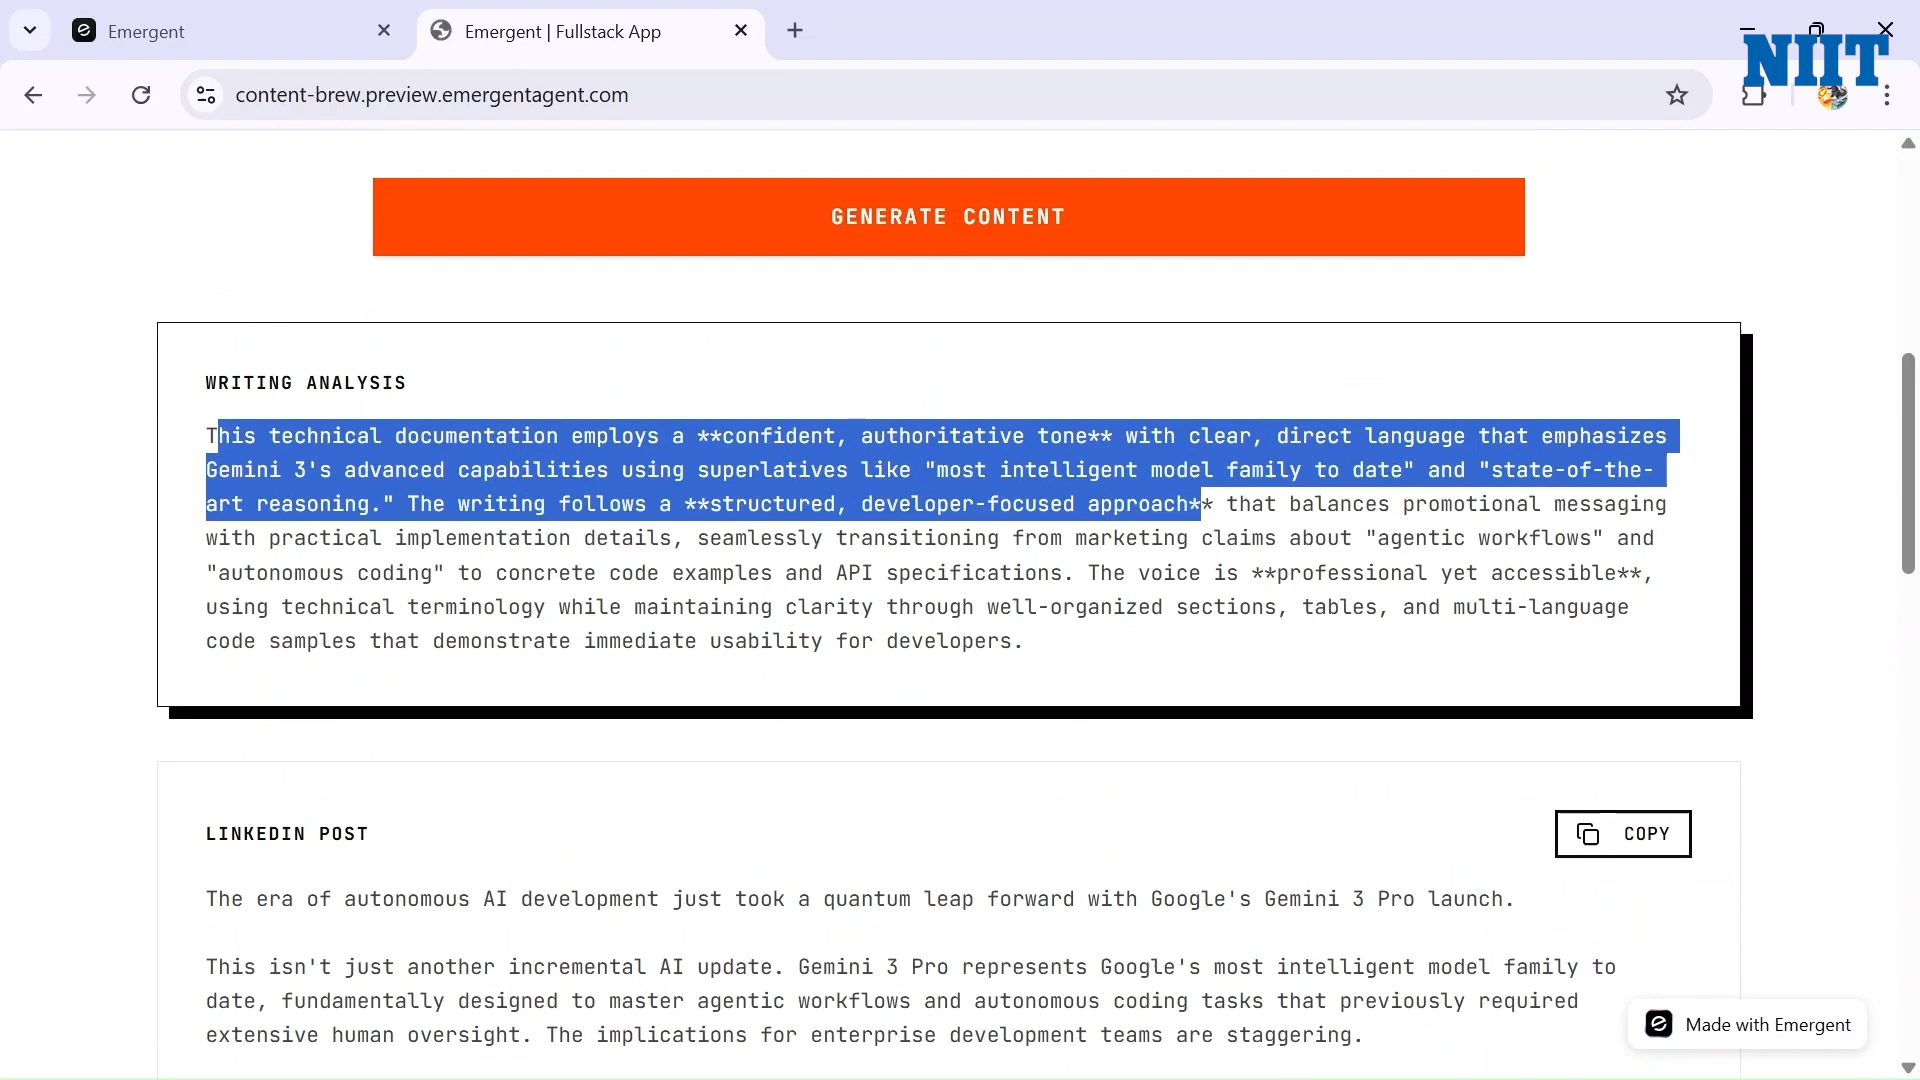 Emergent
Emergent | Fullstack App
NIIT
content-brew.preview.emergentagent.com
GENERATE CONTENT
WRITING ANALYSIS
This technical documentation employs a **confident, authoritative tone** with clear, direct language that emphasizes
Gemini 3's advanced capabilities using superlatives like "most intelligent model family to date" and "state-of-the-
art reasoning." The writing follows a **structured, developer-focused approach** that balances promotional messaging
with practical implementation details, seamlessly transitioning from marketing claims about "agentic workflows" and
"autonomous coding" to concrete code examples and API specifications. The voice is **professional yet accessible**,
using technical terminology while maintaining clarity through well-organized sections, tables, and multi-language
code samples that demonstrate immediate usability for developers.
LINKEDIN POST
COPY
The era of autonomous AI development just took a quantum leap forward with Google's Gemini 3 Pro launch.
This isn't just another incremental AI update. Gemini 3 Pro represents Google's most intelligent model family to
date, fundamentally designed to master agentic workflows and autonomous coding tasks that previously required
extensive human oversight. The implications for enterprise development teams are staggering.
Made with Emergent